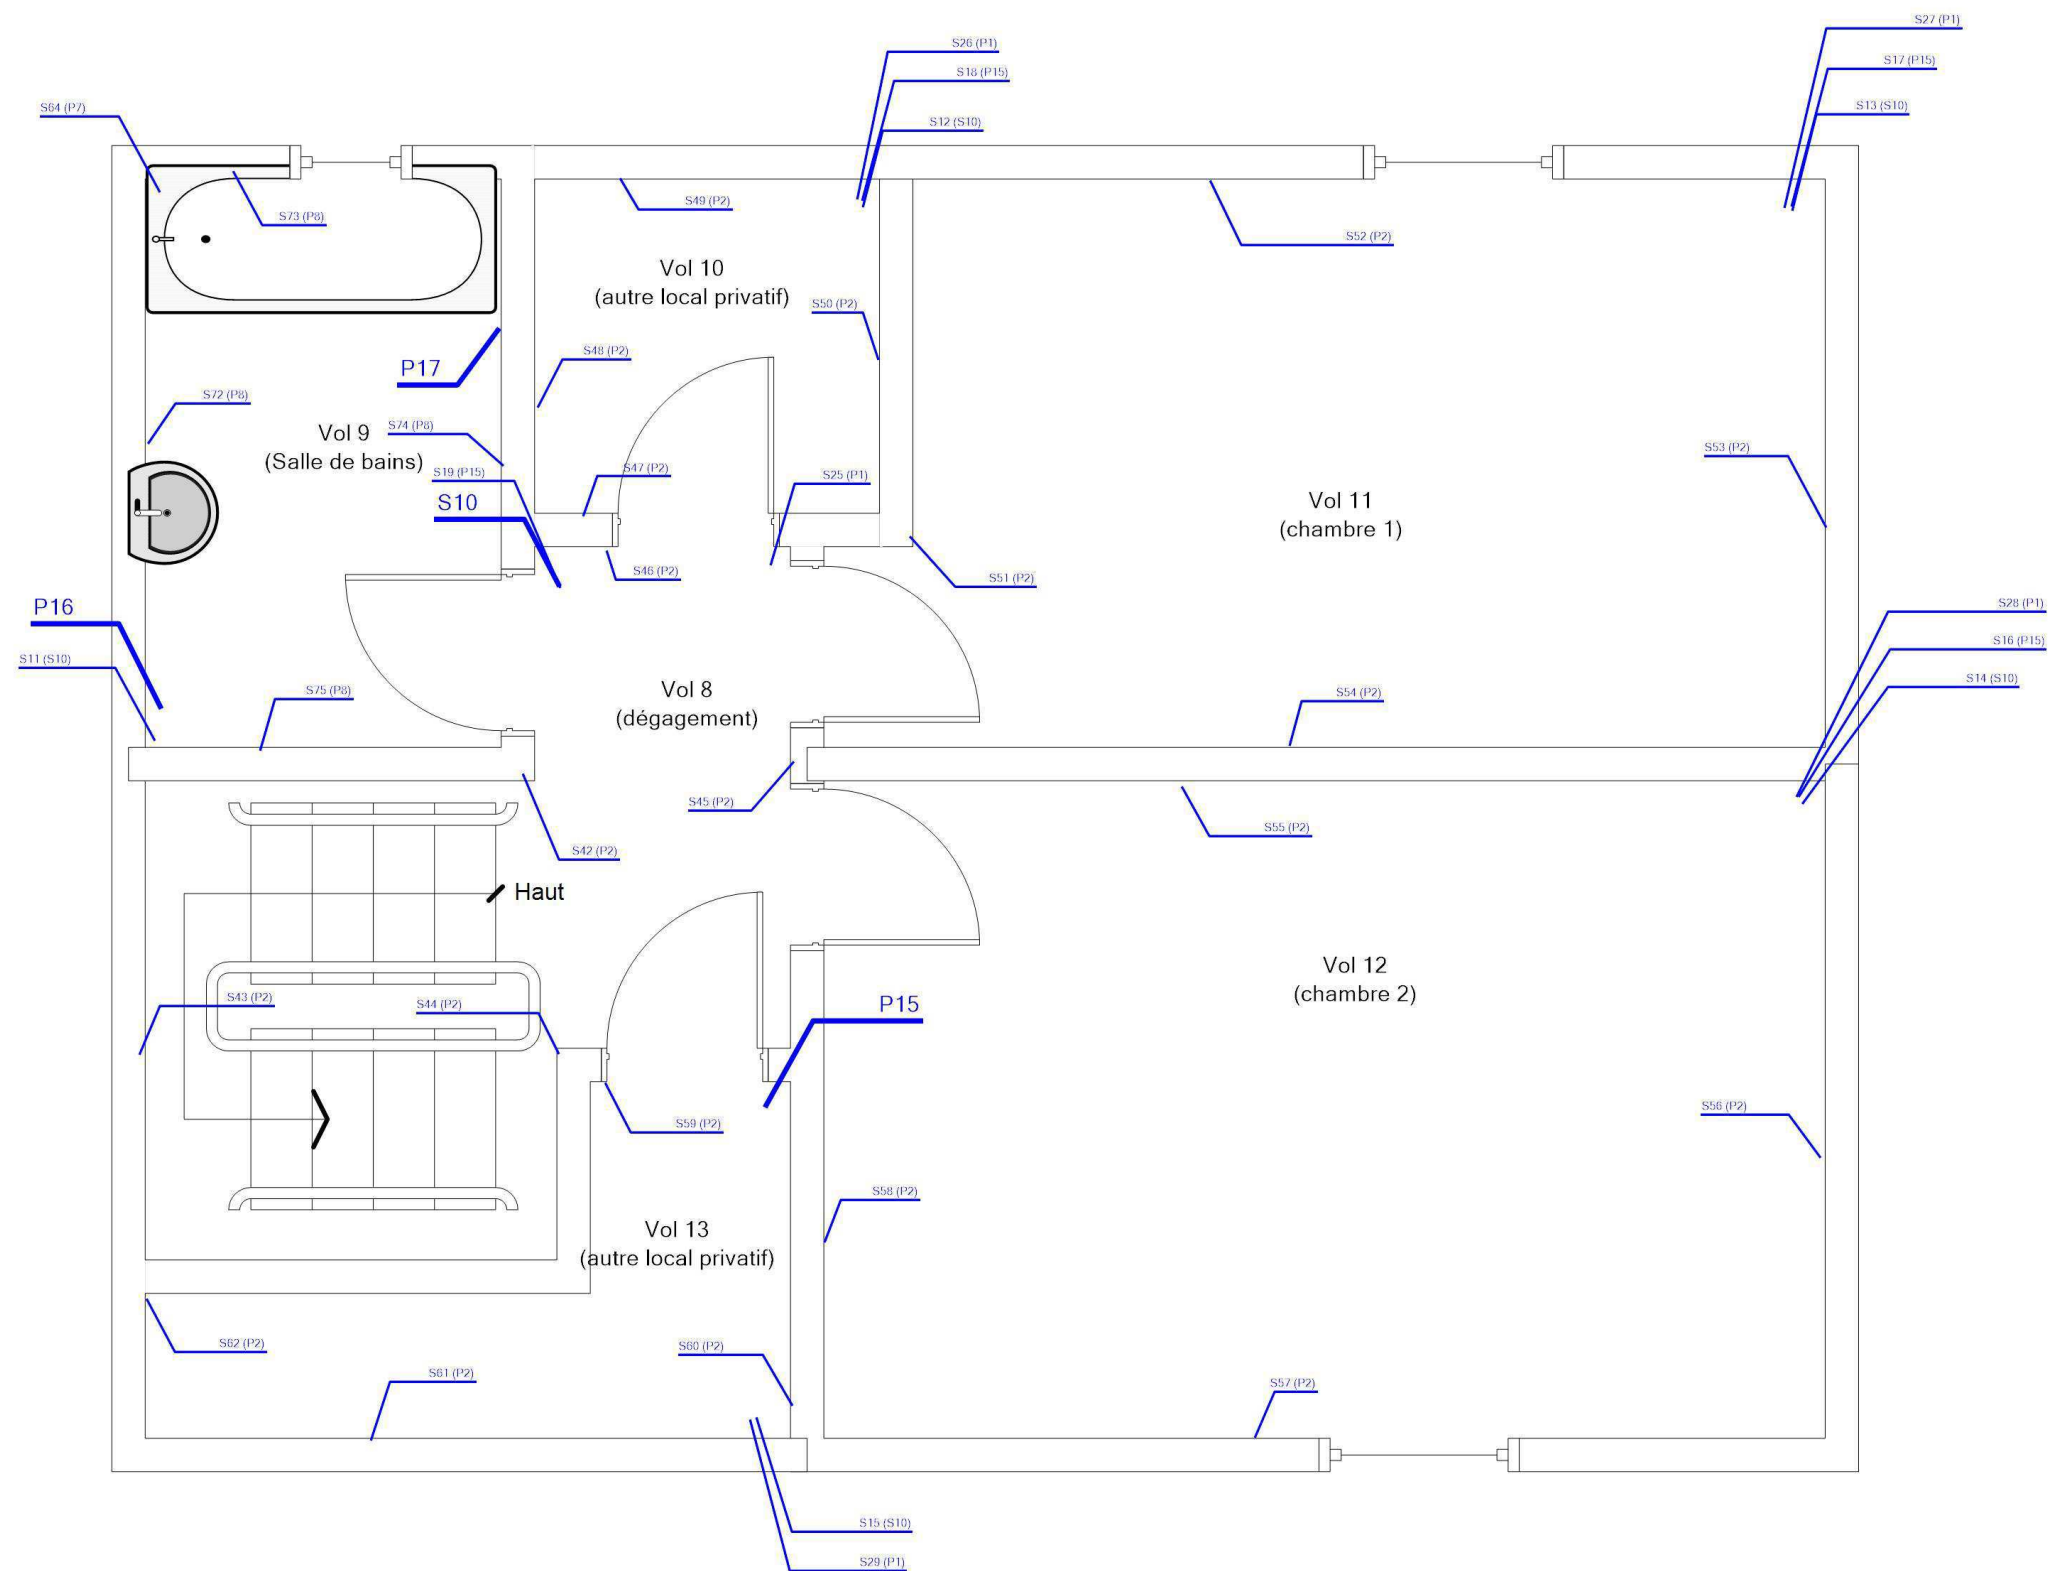 S27 (P1)
S26 (P1)
S17 (P15)
S18 (P15)
S64 (P7)
S13 (S10)
S12 (S10)
S49 (P2)
S73 (P8)
S52 (P2)
Vol 10
(autre local privatif)
S50 (P2)
S48 (P2)
P17
S72 (P8)
S74 (P8)
Vol 9
(Salle de bains)
S53 (P2)
S19 (P15)
S47 (P2)
S25 (P1)
S10
Vol 11
(chambre 1)
S46 (P2)
S51 (P2)
P16
S28 (P1)
S16 (P15)
S11 (S10)
S14 (S10)
S75 (P8)
Vol 8
(dégagement)
S54 (P2)
S45 (P2)
S55 (P2)
S42 (P2)
Haut
Vol 12
(chambre 2)
S43 (P2)
S44 (P2)
P15
S56 (P2)
S59 (P2)
S58 (P2)
Vol 13
(autre local privatif)
S62 (P2)
S60 (P2)
S61 (P2)
S57 (P2)
S15 (S10)
S29 (P1)